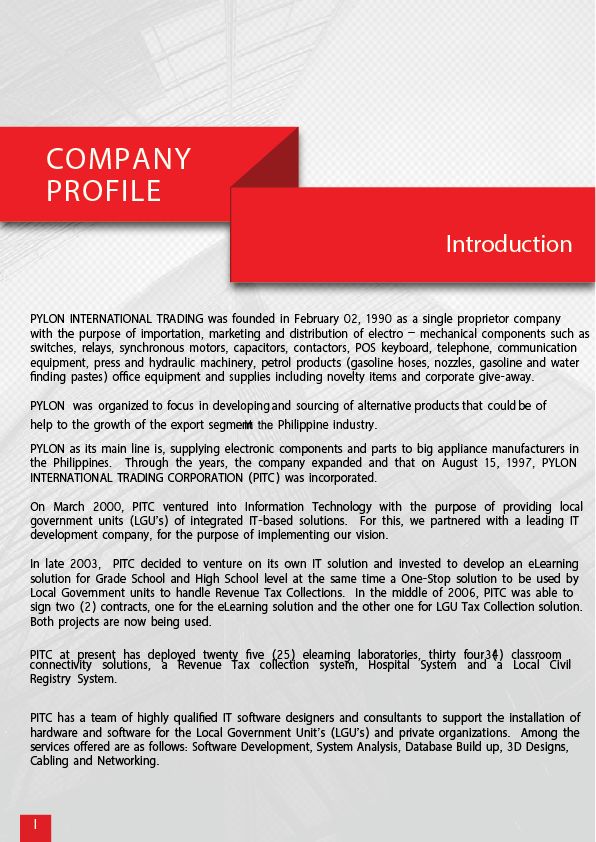 COMPANY
PROFILE
Introduction
PYLON INTERNATIONAL TRADING was founded in February 02, 1990 as a single proprietor company
with the purpose of importation, marketing and distribution of electro – mechanical components such as
switches, relays, synchronous motors, capacitors, contactors, POS keyboard, telephone, communication
equipment, press and hydraulic machinery, petrol products (gasoline hoses, nozzles, gasoline and water
finding pastes) office equipment and supplies including novelty items and corporate give-away.
PYLON was organized to focus in developing and sourcing of alternative products that could be of
help to the growth of the export segment in the Philippine industry.
PYLON as its main line is, supplying electronic components and parts to big appliance manufacturers in
the Philippines. Through the years, the company expanded and that on August 15, 1997, PYLON
INTERNATIONAL TRADING CORPORATION (PITC) was incorporated.
On March 2000, PITC ventured into Information Technology with the purpose of providing local
government units (LGU's) of integrated IT-based solutions. For this, we partnered with a leading IT
development company, for the purpose of implementing our vision.
In late 2003, PITC decided to venture on its own IT solution and invested to develop an eLearning
solution for Grade School and High School level at the same time a One-Stop solution to be used by
Local Government units to handle Revenue Tax Collections. In the middle of 2006, PITC was able to
sign two (2) contracts, one for the eLearning solution and the other one for LGU Tax Collection solution.
Both projects are now being used.
PITC at present has deployed twenty five (25) elearning laboratories, thirty four(34) classroom
connectivity solutions, a Revenue Tax collection system, Hospital System and a Local Civil
Registry System.
PITC has a team of highly qualified IT software designers and consultants to support the installation of
hardware and software for the Local Government Unit's (LGU's) and private organizations. Among the
services offered are as follows: Software Development, System Analysis, Database Build up, 3D Designs,
Cabling and Networking.
1